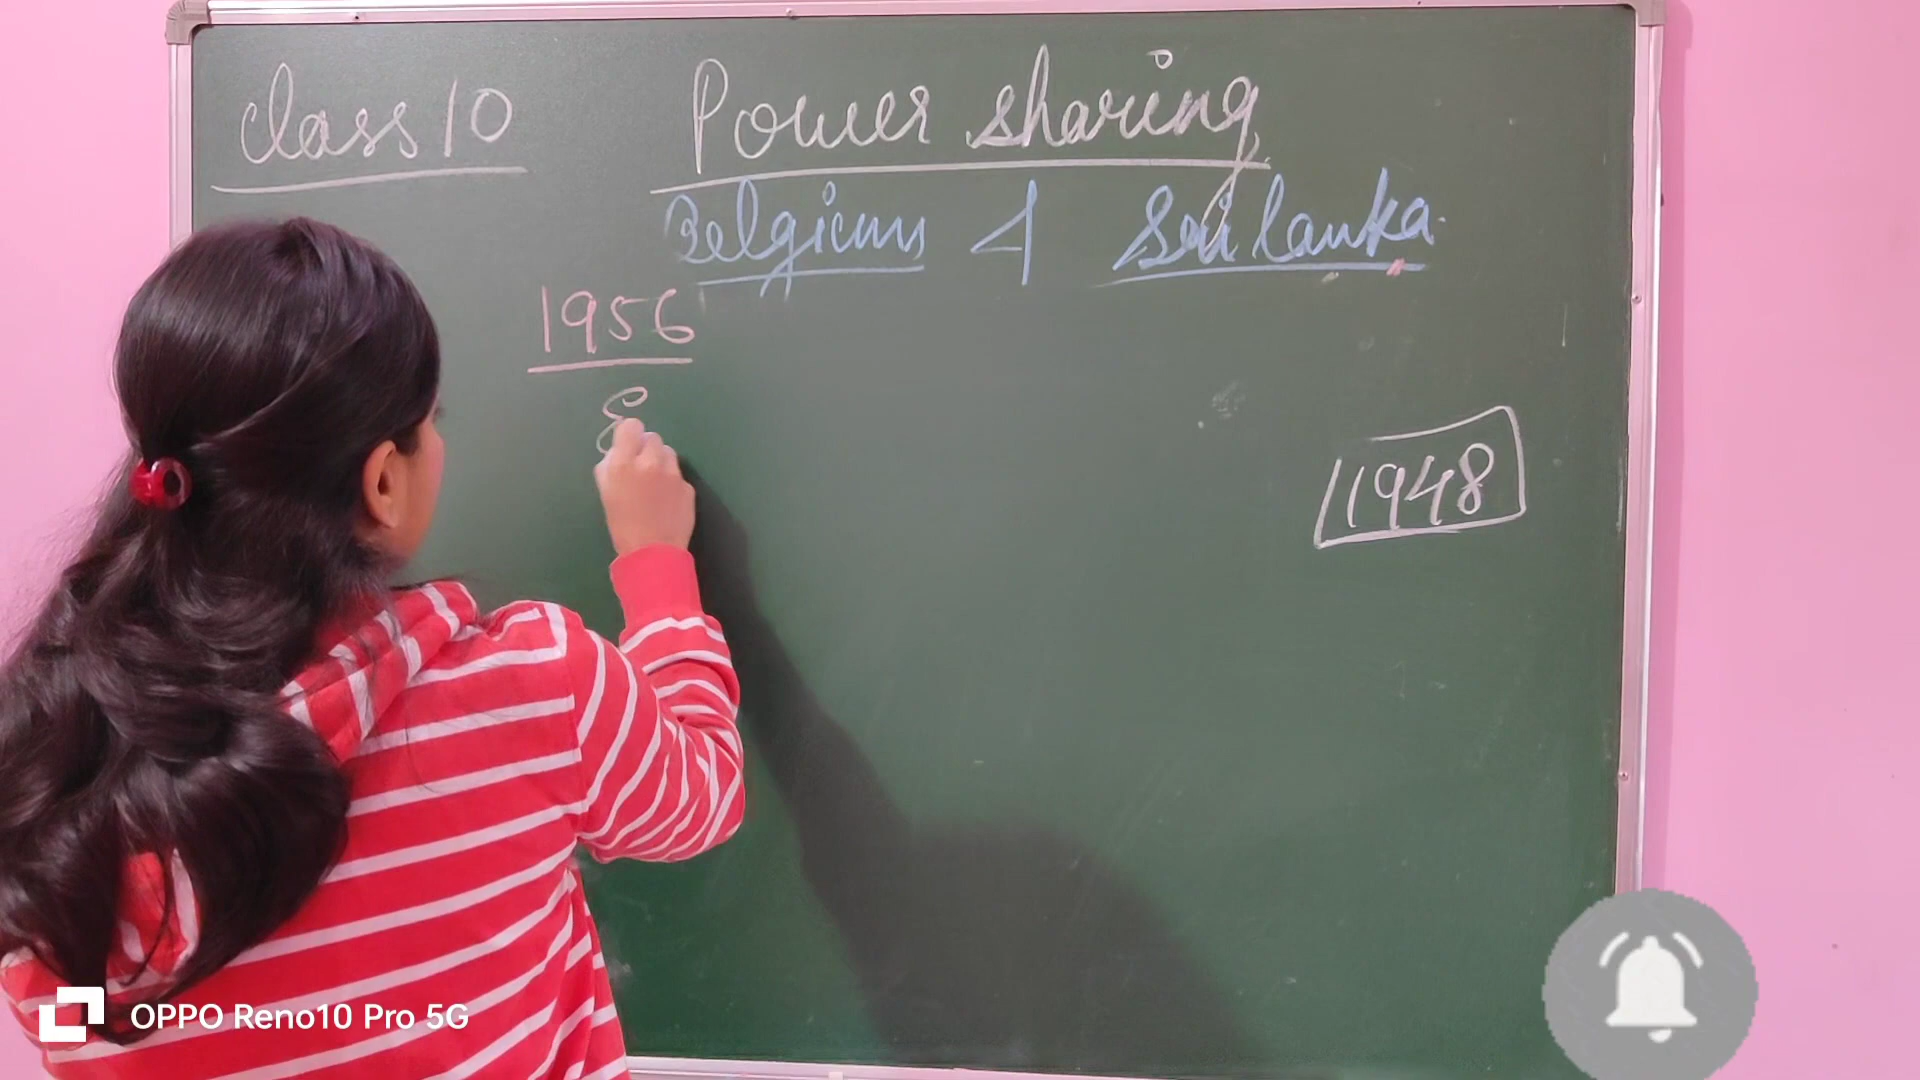 class 10
Power sharing
Belgium & Sri lanka.
1956
1948
OPPO Reno10 Pro 5G